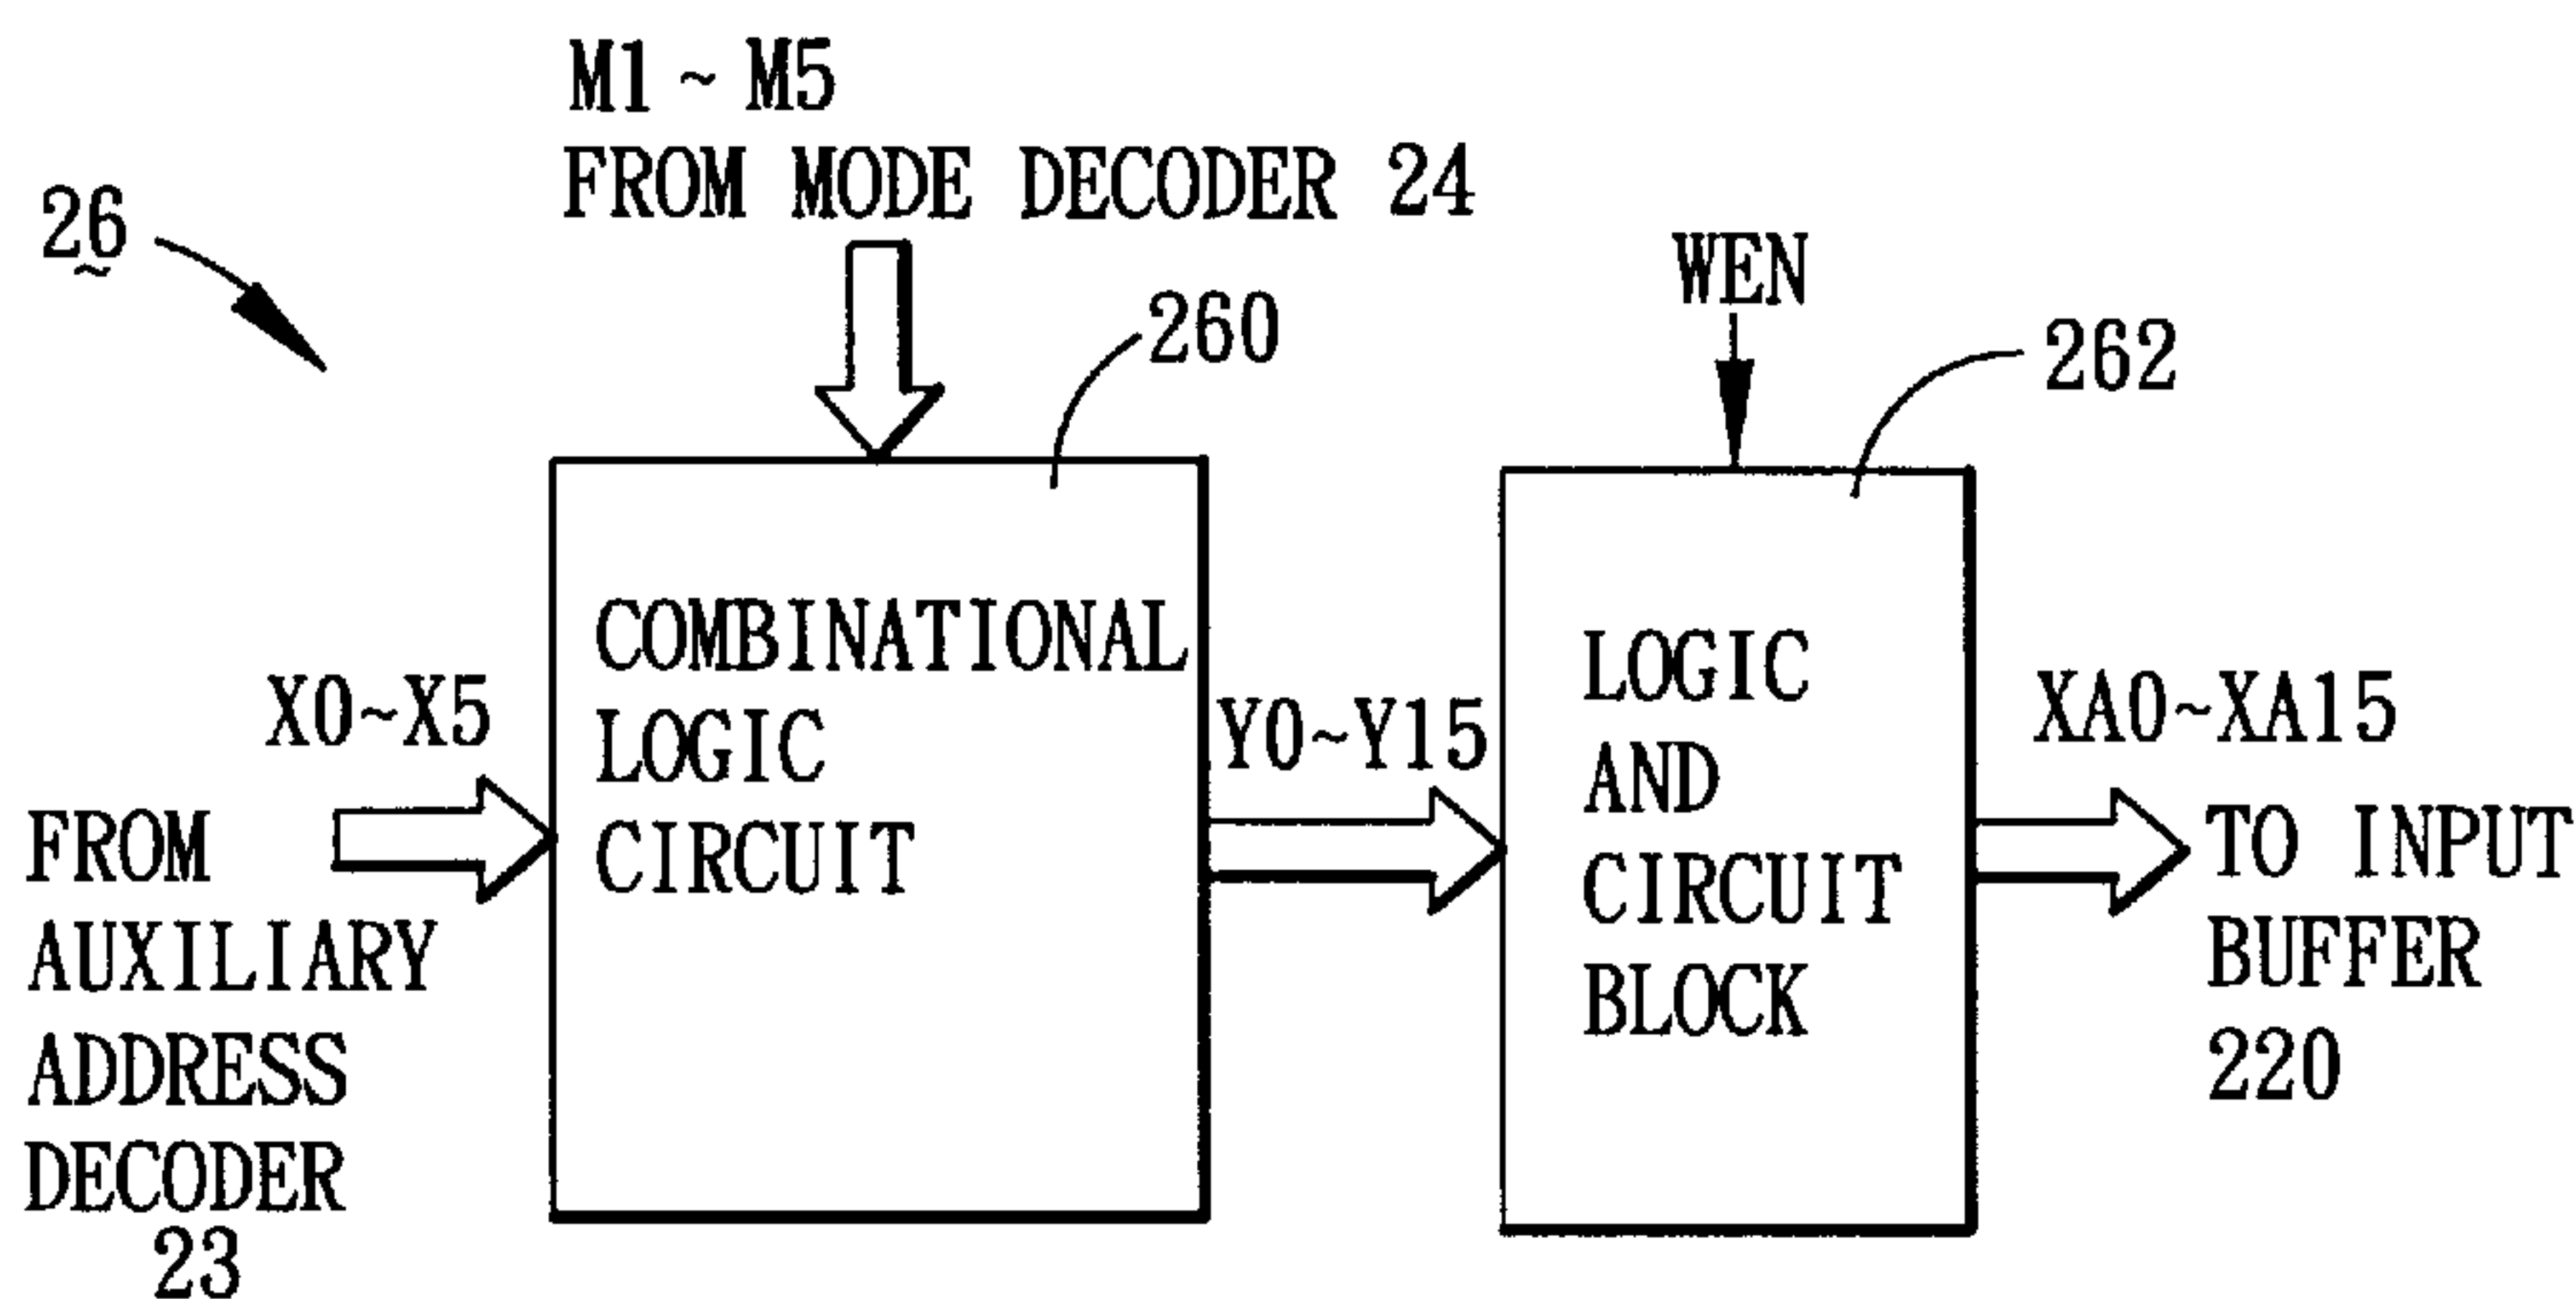 M1 ~ M5
FROM MODE DECODER 24
26
WEN
260
262
X0~X5
FROM
AUXILIARY
ADDRESS
DECODER
23
COMBINATIONAL
LOGIC
CIRCUIT
Y0~Y15
LOGIC
AND
CIRCUIT
BLOCK
XA0~XA15
TO INPUT
BUFFER
220